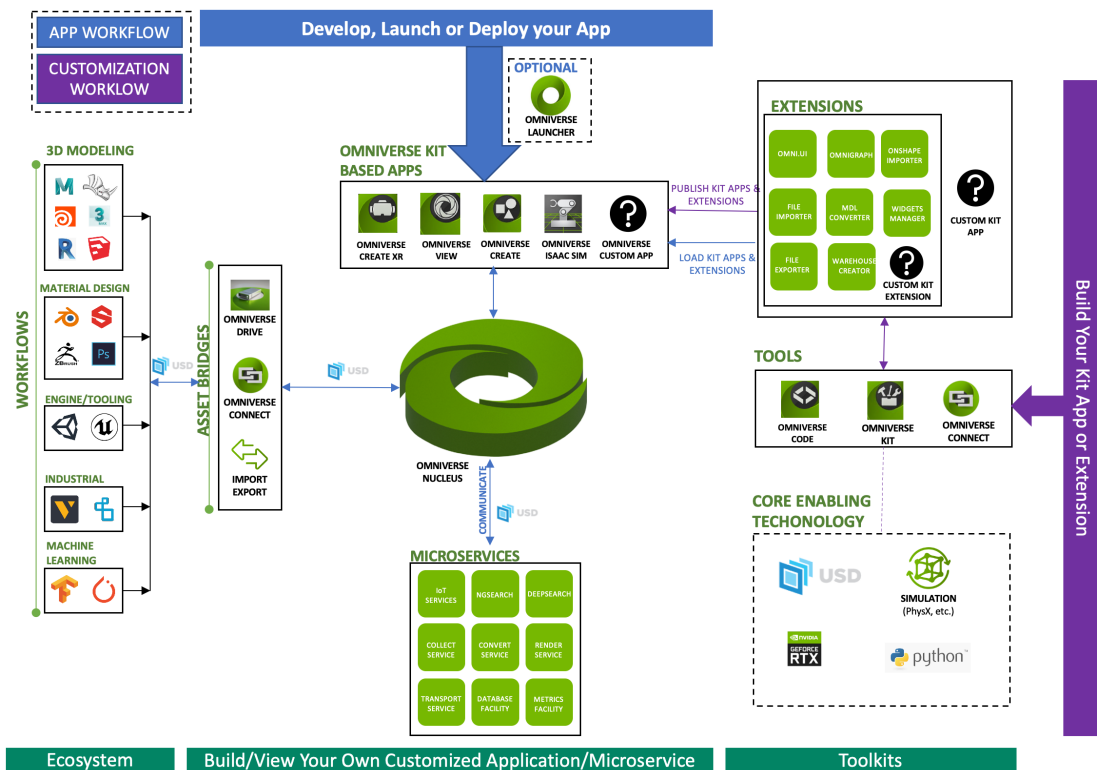 APP WORKFLOW
CUSTOMIZATION
WORKLOW
Develop, Launch or Deploy your App
OPTIONAL
OMNIVERSE
LAUNCHER
3D MODELING
M
3
R
MATERIAL DESIGN
ZBRUSH
Ps
ENGINE/TOOLING
INDUSTRIAL
MACHINE
LEARNING
WORKFLOWS
USD
ASSET BRIDGES
OMNIVERSE
DRIVE
OMNIVERSE
CONNECT
IMPORT
EXPORT
USD
OMNIVERSE KIT
BASED APPS
OMNIVERSE
CREATE XR
OMNIVERSE
VIEW
OMNIVERSE
CREATE
OMNIVERSE
ISAAC SIM
?
OMNIVERSE
CUSTOM APP
PUBLISH KIT APPS &
EXTENSIONS
LOAD KIT APPS &
EXTENSIONS
OMNIVERSE
NUCLEUS
COMMUNICATE
USD
MICROSERVICES
IoT
SERVICES
NGSEARCH
DEEPSEARCH
COLLECT
SERVICE
CONVERT
SERVICE
RENDER
SERVICE
TRANSPORT
SERVICE
DATABASE
FACILITY
METRICS
FACILITY
EXTENSIONS
OMNI.UI
OMNIGRAPH
ONSHAPE
IMPORTER
FILE
IMPORTER
MDL
CONVERTER
WIDGETS
MANAGER
FILE
EXPORTER
WAREHOUSE
CREATOR
?
CUSTOM KIT
EXTENSION
?
CUSTOM KIT
APP
TOOLS
OMNIVERSE
CODE
OMNIVERSE
KIT
OMNIVERSE
CONNECT
CORE ENABLING
TECHONOLOGY
USD
SIMULATION
(PhysX, etc.)
NVIDIA
GEFORCE
RTX
python™
Build Your Kit App or Extension
Ecosystem
Build/View Your Own Customized Application/Microservice
Toolkits